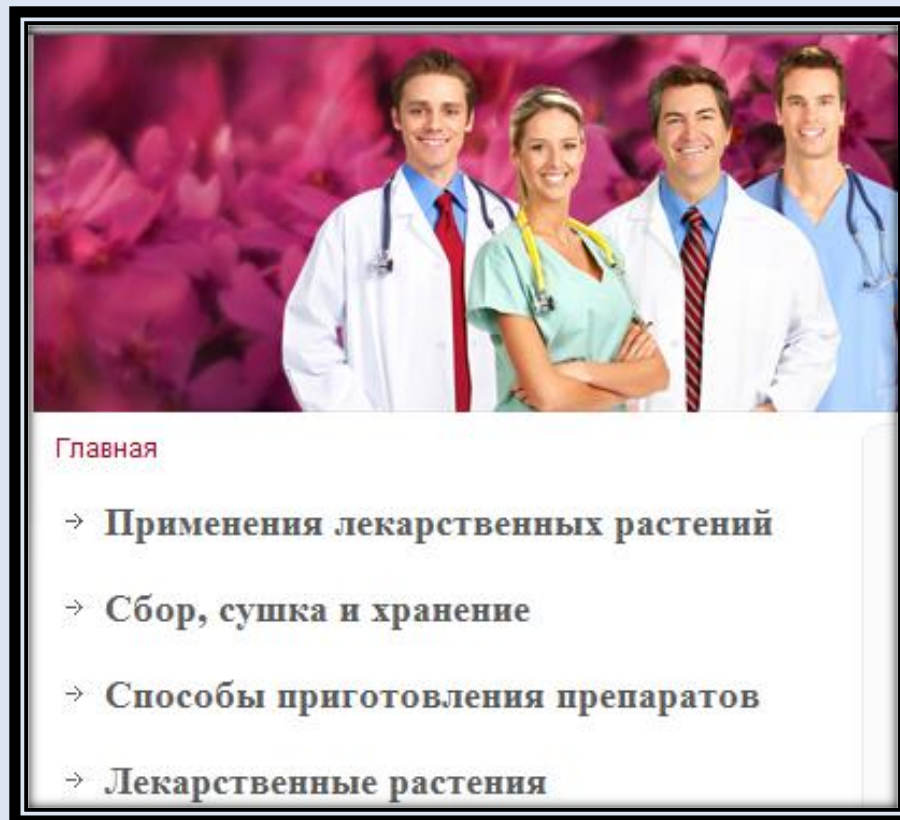 Главная
Применения лекарственных растений
Сбор, сушка и хранение
Способы приготовления препаратов
Лекарственные растения